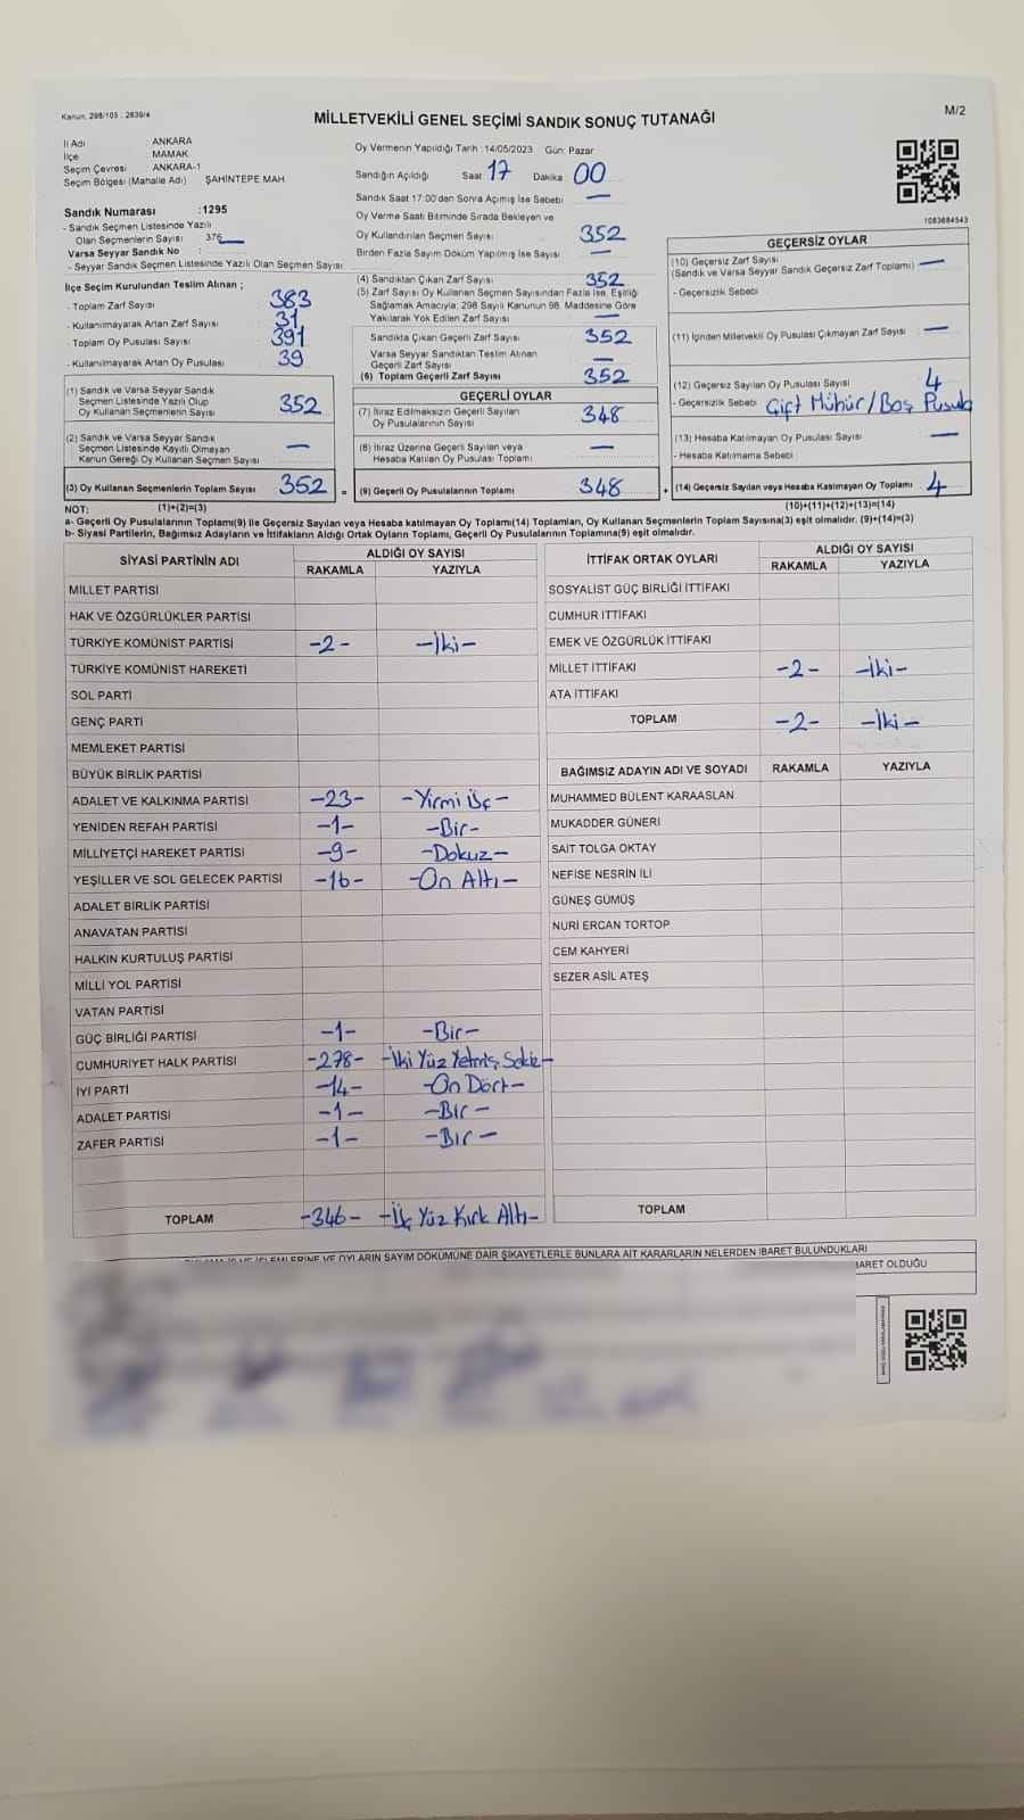 Kanun, 298/105 : 2839/4
MİLLETVEKİLİ GENEL SEÇİMİ SANDIK SONUÇ TUTANAĞI
M/2
İl Adı : ANKARA
İlçe MAMAK
Seçim Çevresi ANKARA-1
Seçim Bölgesi (Mahalle Adı) ŞAHİNTEPE MAH.
Sandık Numarası :1295
- Sandık Seçmen Listesinde Yazılı
Olan Seçmenlerin Sayısı 376
Varsa Seyyar Sandık No :
- Seyyar Sandık Seçmen Listesinde Yazılı Olan Seçmen Sayısı
İlçe Seçim Kurulundan Teslim Alınan ;
- Toplam Zarf Sayısı 383
- Kullanılmayarak Artan Zarf Sayısı 31
- Toplam Oy Pusulası Sayısı 391
- Kullanılmayarak Artan Oy Pusulası 39
(1) Sandık ve Varsa Seyyar Sandık
Seçmen Listesinde Yazılı Olup
Oy Kullanan Seçmenlerin Sayısı 352
(2) Sandık ve Varsa Seyyar Sandık
Seçmen Listesinde Kayıtlı Olmayan
Kanun Gereği Oy Kullanan Seçmen Sayısı —
(3) Oy Kullanan Seçmenlerin Toplam Sayısı 352 =
(1)+(2)=(3)
Oy Vermenin Yapıldığı Tarih :14/05/2023 Gün: Pazar
Sandığın Açıldığı Saat 17 Dakika 00
Sandık Saat 17:00'den Sonra Açılmış İse Sebebi —
Oy Verme Saati Bitiminde Sırada Bekleyen ve
Oy Kullandırılan Seçmen Sayısı 352
Birden Fazla Sayım Döküm Yapılmış İse Sayısı —
(4) Sandıktan Çıkan Zarf Sayısı 352
(5) Zarf Sayısı Oy Kullanan Seçmen Sayısından Fazla İse, Eşitliği
Sağlamak Amacıyla; 298 Sayılı Kanunun 98. Maddesine Göre
Yakılarak Yok Edilen Zarf Sayısı —
Sandıkta Çıkan Geçerli Zarf Sayısı 352
Varsa Seyyar Sandıktan Teslim Alınan
Geçerli Zarf Sayısı —
(6) Toplam Geçerli Zarf Sayısı 352
GEÇERLİ OYLAR
(7) İtiraz Edilmeksizin Geçerli Sayılan
Oy Pusulalarının Sayısı 348
(8) İtiraz Üzerine Geçerli Sayılan veya
Hesaba Katılan Oy Pusulası Toplamı —
(9) Geçerli Oy Pusulalarının Toplamı 348 +
1083684543
GEÇERSİZ OYLAR
(10) Geçersiz Zarf Sayısı
(Sandık ve Varsa Seyyar Sandık Geçersiz Zarf Toplamı) —
- Geçersizlik Sebebi
(11) İçinden Milletvekili Oy Pusulası Çıkmayan Zarf Sayısı —
(12) Geçersiz Sayılan Oy Pusulası Sayısı 4
- Geçersizlik Sebebi Çift Mühür/Boş Pusula
(13) Hesaba Katılmayan Oy Pusulası Sayısı —
- Hesaba Katılmama Sebebi
(14) Geçersiz Sayılan veya Hesaba Katılmayan Oy Toplamı 4
(10)+(11)+(12)+(13)=(14)
NOT:
a- Geçerli Oy Pusulalarının Toplamı(9) ile Geçersiz Sayılan veya Hesaba katılmayan Oy Toplamı(14) Toplamları, Oy Kullanan Seçmenlerin Toplam Sayısına(3) eşit olmalıdır. (9)+(14)=(3)
b- Siyasi Partilerin, Bağımsız Adayların ve İttifakların Aldığı Ortak Oyların Toplamı, Geçerli Oy Pusulalarının Toplamına(9) eşit olmalıdır.
SİYASİ PARTİNİN ADI ALDIĞI OY SAYISI
RAKAMLA YAZIYLA
MİLLET PARTİSİ
HAK VE ÖZGÜRLÜKLER PARTİSİ
TÜRKİYE KOMÜNİST PARTİSİ -2- -İki-
TÜRKİYE KOMÜNİST HAREKETİ
SOL PARTİ
GENÇ PARTİ
MEMLEKET PARTİSİ
BÜYÜK BİRLİK PARTİSİ
ADALET VE KALKINMA PARTİSİ -23- -Yirmi Üç-
YENİDEN REFAH PARTİSİ -1- -Bir-
MİLLİYETÇİ HAREKET PARTİSİ -9- -Dokuz-
YEŞİLLER VE SOL GELECEK PARTİSİ -16- -On Altı-
ADALET BİRLİK PARTİSİ
ANAVATAN PARTİSİ
HALKIN KURTULUŞ PARTİSİ
MİLLİ YOL PARTİSİ
VATAN PARTİSİ
GÜÇ BİRLİĞİ PARTİSİ -1- -Bir-
CUMHURİYET HALK PARTİSİ -278- -İki Yüz Yetmiş Sekiz-
İYİ PARTİ -14- -On Dört-
ADALET PARTİSİ -1- -Bir-
ZAFER PARTİSİ -1- -Bir-
TOPLAM -346- -Üç Yüz Kırk Altı-
İTTİFAK ORTAK OYLARI ALDIĞI OY SAYISI
RAKAMLA YAZIYLA
SOSYALİST GÜÇ BİRLİĞİ İTTİFAKI
CUMHUR İTTİFAKI
EMEK VE ÖZGÜRLÜK İTTİFAKI
MİLLET İTTİFAKI -2- -İki-
ATA İTTİFAKI
TOPLAM -2- -İki-
BAĞIMSIZ ADAYIN ADI VE SOYADI RAKAMLA YAZIYLA
MUHAMMED BÜLENT KARAASLAN
MUKADDER GÜNERİ
SAİT TOLGA OKTAY
NEFİSE NESRİN İLİ
GÜNEŞ GÜMÜŞ
NURİ ERCAN TORTOP
CEM KAHYERİ
SEZER ASİL ATEŞ
TOPLAM
VE OYLARIN SAYIM DÖKÜMÜNE DAİR ŞİKAYETLERLE BUNLARA AİT KARARLARIN NELERDEN İBARET BULUNDUKLARI
OLDUĞU